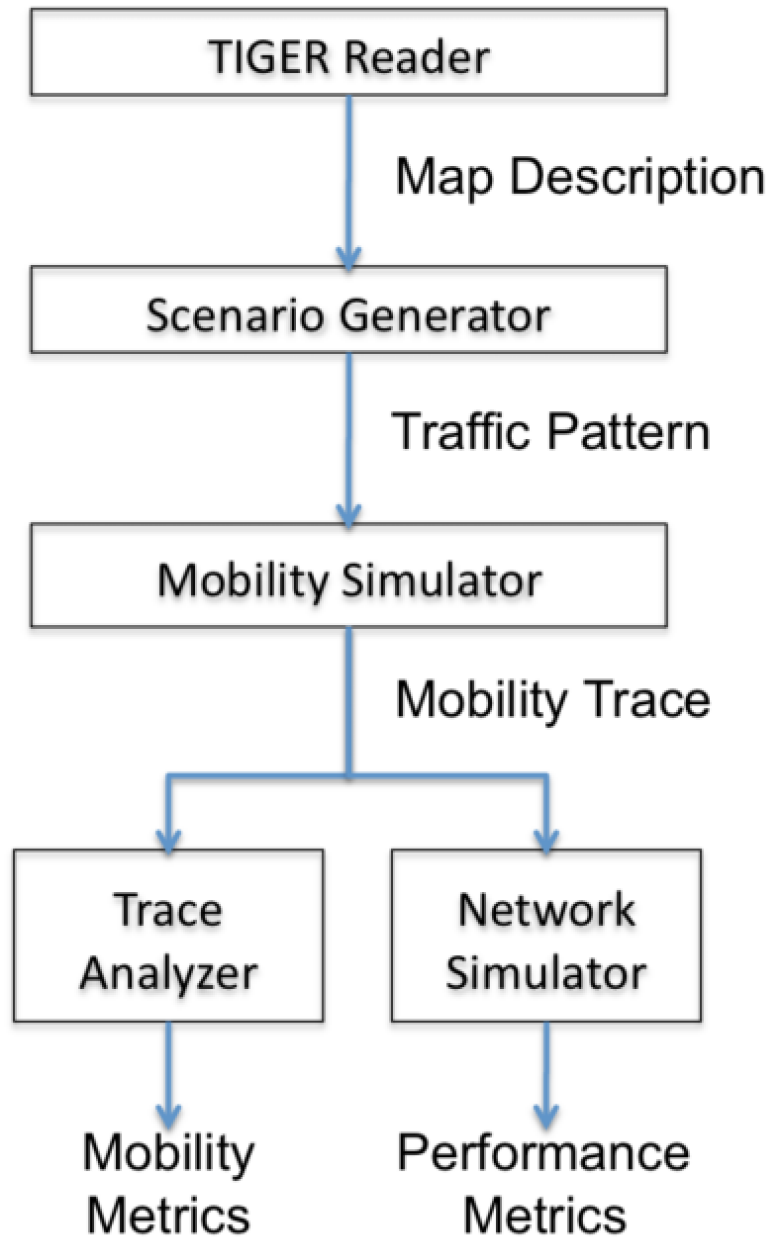 TIGER Reader
Map Description
Scenario Generator
Traffic Pattern
Mobility Simulator
Mobility Trace
Trace
Analyzer
Network
Simulator
Mobility
Metrics
Performance
Metrics